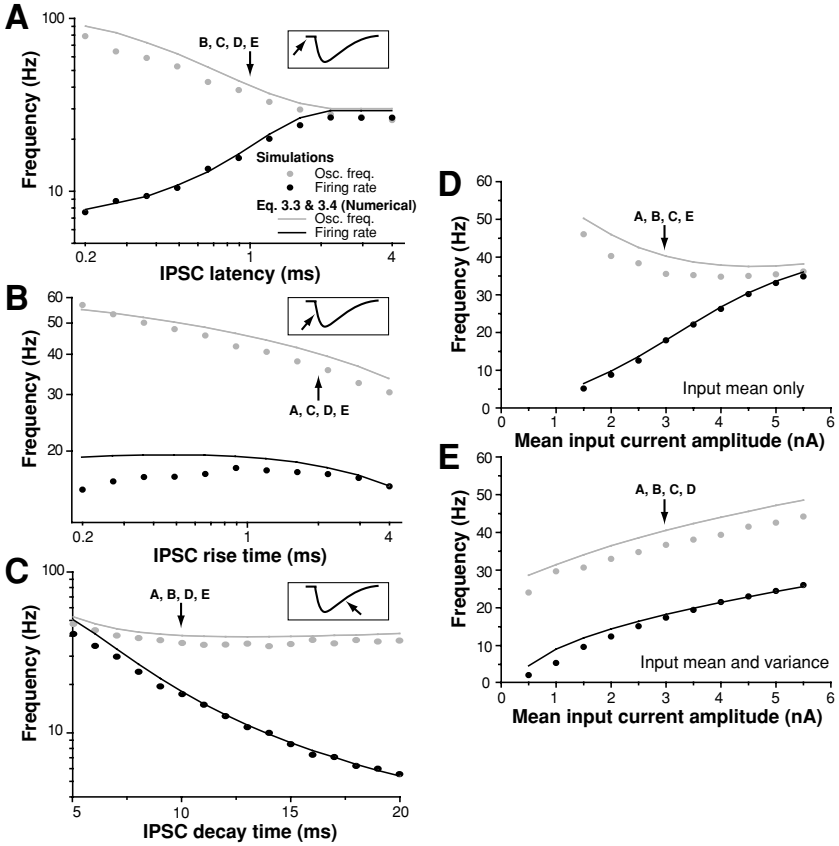 A
100
10
Frequency (Hz)
B, C, D, E
Simulations
Osc. freq.
Firing rate
Eq. 3.3 & 3.4 (Numerical)
Osc. freq.
Firing rate
0.2
1
4
IPSC latency (ms)
B
60
50
40
30
20
Frequency (Hz)
A, C, D, E
0.2
1
4
IPSC rise time (ms)
C
100
10
Frequency (Hz)
A, B, D, E
5
10
15
20
IPSC decay time (ms)
D
60
50
40
30
20
10
0
Frequency (Hz)
A, B, C, E
Input mean only
0
1
2
3
4
5
6
Mean input current amplitude (nA)
E
60
50
40
30
20
10
0
Frequency (Hz)
A, B, C, D
Input mean and variance
0
1
2
3
4
5
6
Mean input current amplitude (nA)